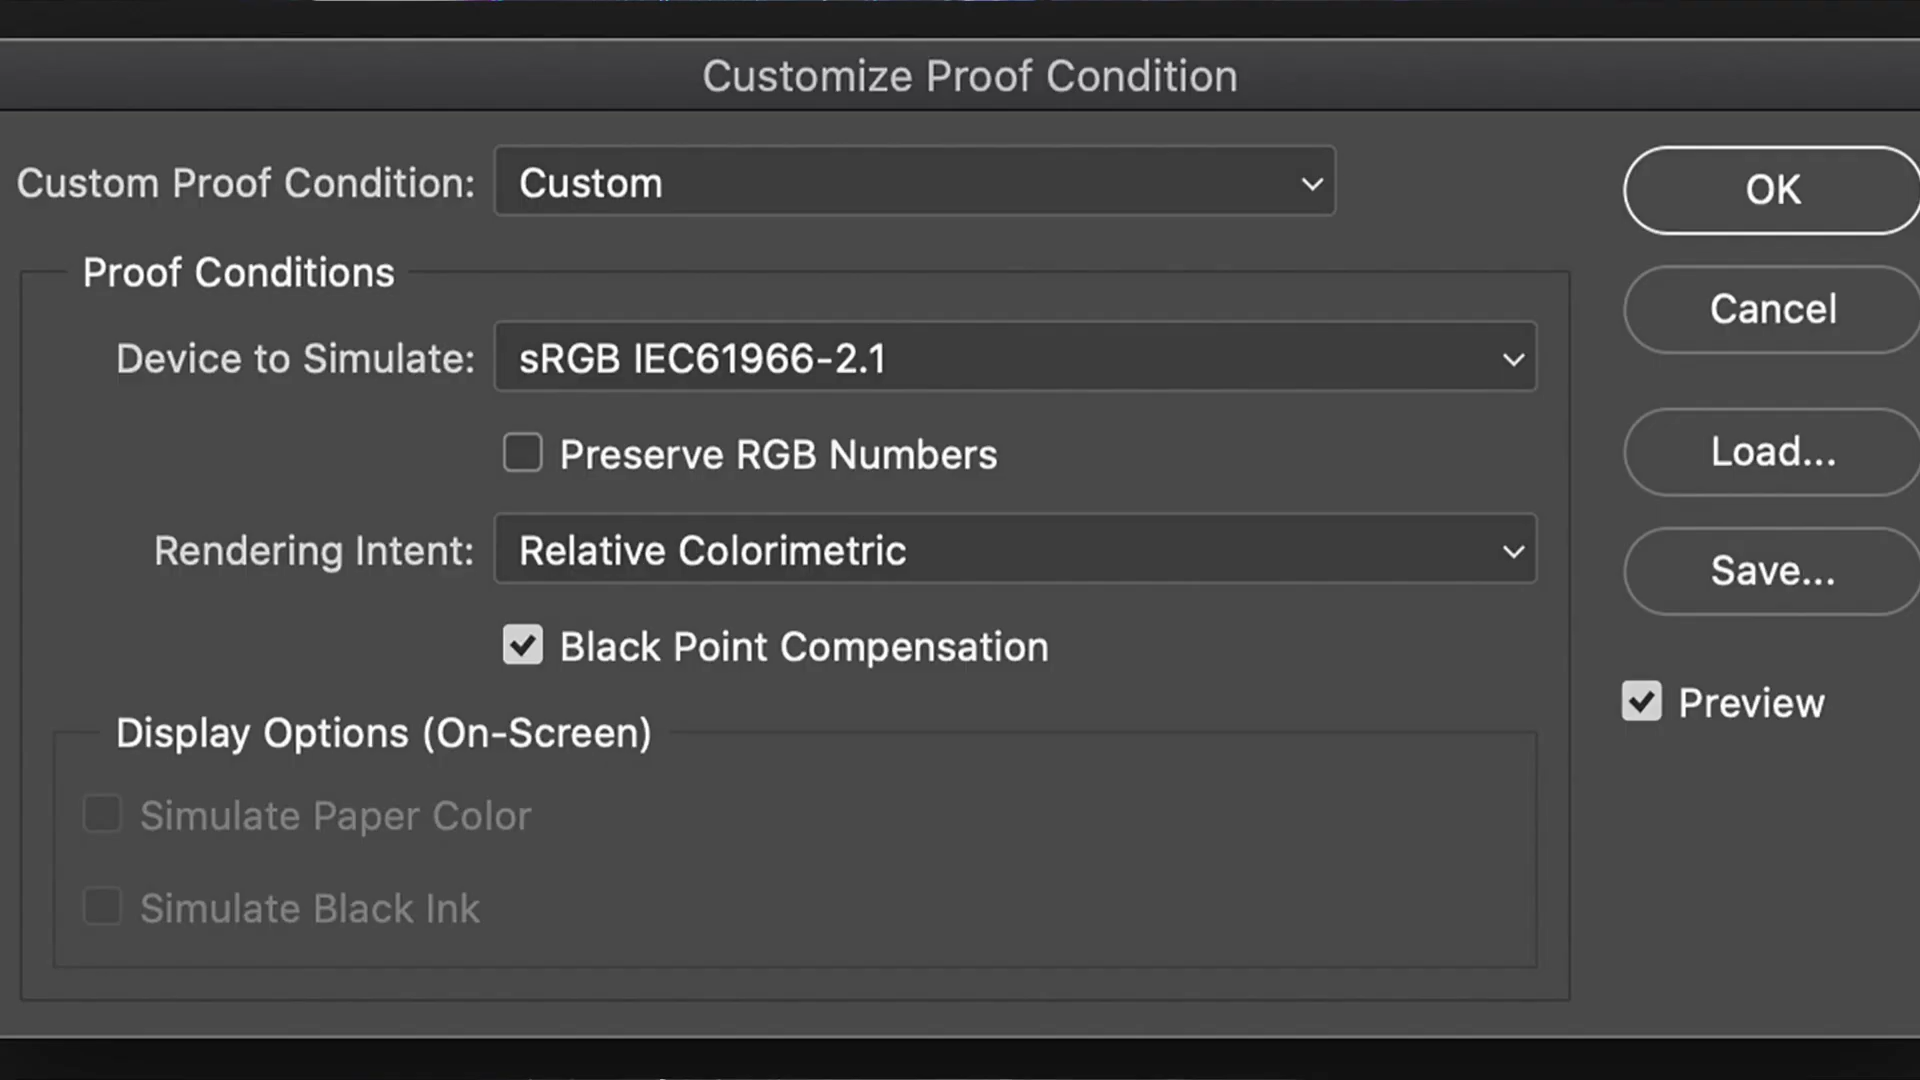 Customize Proof Condition
Custom Proof Condition: Custom
OK
Proof Conditions
Cancel
Device to Simulate: sRGB IEC61966-2.1
Preserve RGB Numbers
Load...
Rendering Intent: Relative Colorimetric
Save...
Black Point Compensation
Preview
Display Options (On-Screen)
Simulate Paper Color
Simulate Black Ink